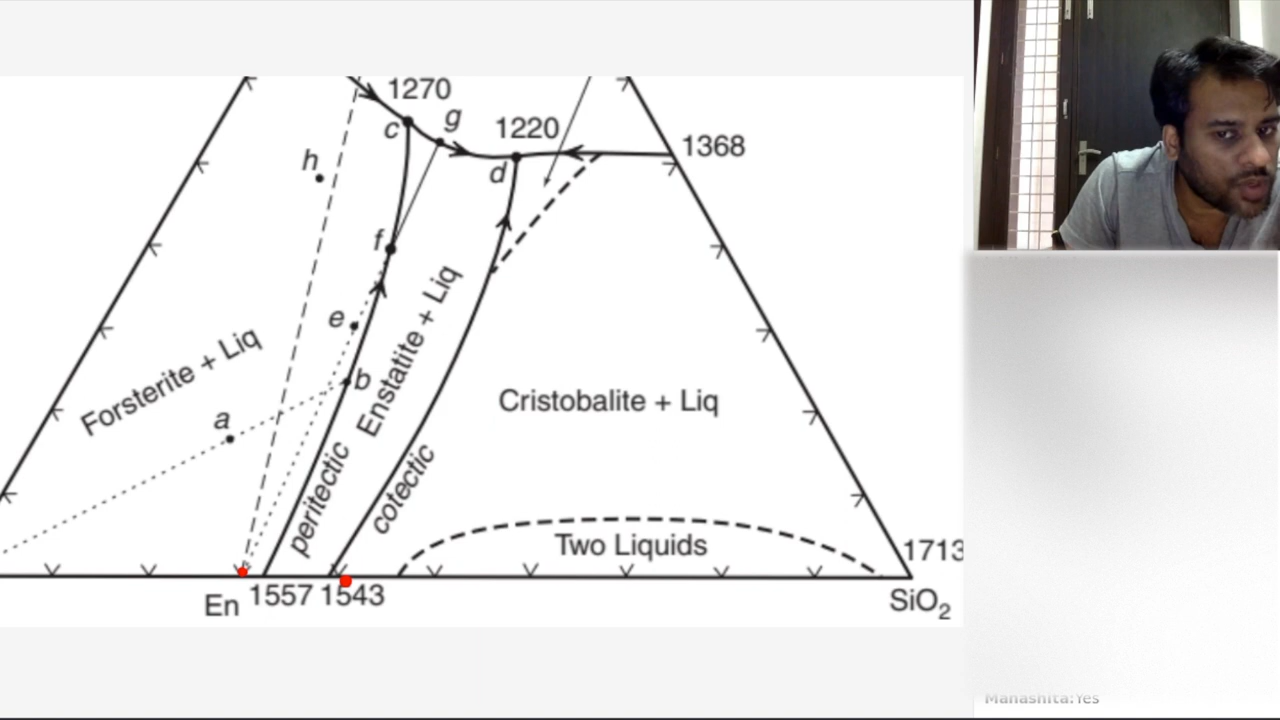 1270
g
c
1220
1368
d
h
f
e
Forsterite + Liq
Enstatite + Liq
b
a
Cristobalite + Liq
peritectic
cotectic
Two Liquids
1713
En
1557
1543
SiO₂
Manashita:Yes